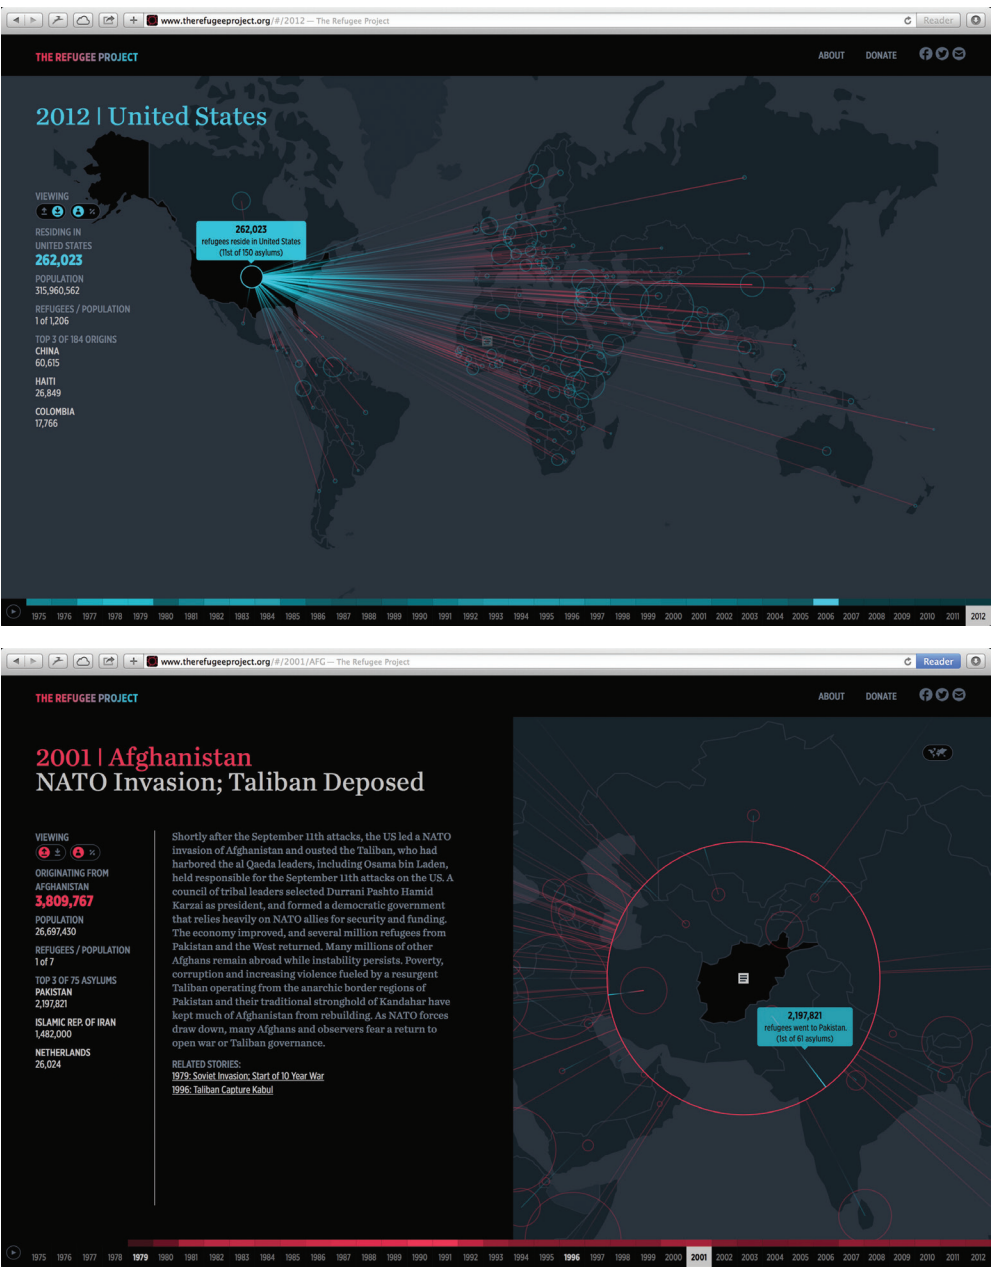 www.therefugeeproject.org/#/2012 — The Refugee Project
Reader
THE REFUGEE PROJECT
ABOUT
DONATE
2012 | United States
VIEWING
%
RESIDING IN
UNITED STATES
262,023
POPULATION
315,960,562
REFUGEES / POPULATION
1 of 1,206
TOP 3 OF 184 ORIGINS
CHINA
60,615
HAITI
26,849
COLOMBIA
17,766
262,023
refugees reside in United States
(11st of 150 asylums)
1975 1976 1977 1978 1979 1980 1981 1982 1983 1984 1985 1986 1987 1988 1989 1990 1991 1992 1993 1994 1995 1996 1997 1998 1999 2000 2001 2002 2003 2004 2005 2006 2007 2008 2009 2010 2011 2012
www.therefugeeproject.org/#/2001/AFG — The Refugee Project
Reader
THE REFUGEE PROJECT
ABOUT
DONATE
2001 | Afghanistan
NATO Invasion; Taliban Deposed
VIEWING
%
ORIGINATING FROM
AFGHANISTAN
3,809,767
POPULATION
26,697,430
REFUGEES / POPULATION
1 of 7
TOP 3 OF 75 ASYLUMS
PAKISTAN
2,197,821
ISLAMIC REP. OF IRAN
1,482,000
NETHERLANDS
26,024
Shortly after the September 11th attacks, the US led a NATO
invasion of Afghanistan and ousted the Taliban, who had
harbored the al Qaeda leaders, including Osama bin Laden,
held responsible for the September 11th attacks on the US. A
council of tribal leaders selected Durrani Pashto Hamid
Karzai as president, and formed a democratic government
that relies heavily on NATO allies for security and funding.
The economy improved, and several million refugees from
Pakistan and the West returned. Many millions of other
Afghans remain abroad while instability persists. Poverty,
corruption and increasing violence fueled by a resurgent
Taliban operating from the anarchic border regions of
Pakistan and their traditional stronghold of Kandahar have
kept much of Afghanistan from rebuilding. As NATO forces
draw down, many Afghans and observers fear a return to
open war or Taliban governance.
RELATED STORIES:
1979: Soviet Invasion; Start of 10 Year War
1996: Taliban Capture Kabul
2,197,821
refugees went to Pakistan.
(1st of 61 asylums)
1975 1976 1977 1978 1979 1980 1981 1982 1983 1984 1985 1986 1987 1988 1989 1990 1991 1992 1993 1994 1995 1996 1997 1998 1999 2000 2001 2002 2003 2004 2005 2006 2007 2008 2009 2010 2011 2012